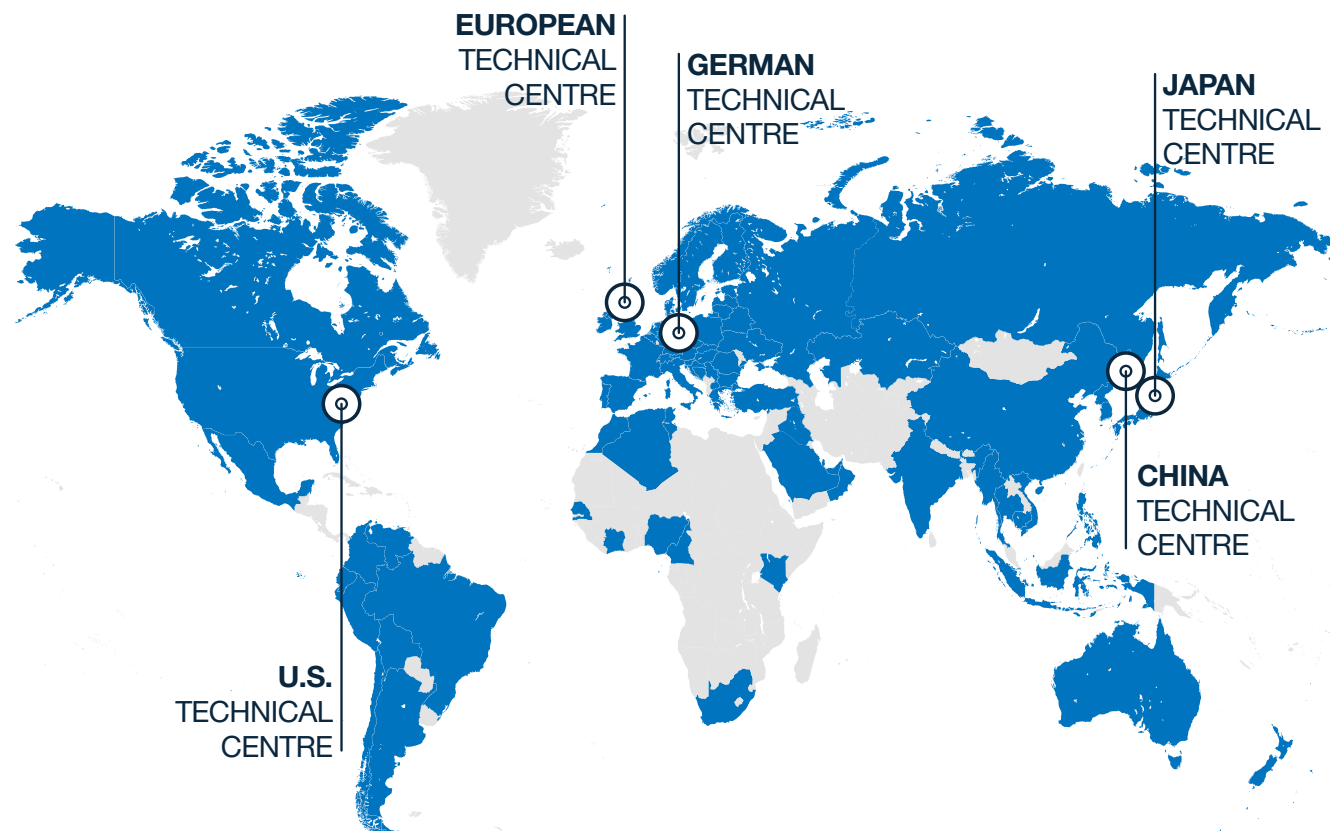 EUROPEAN
TECHNICAL
CENTRE
GERMAN
TECHNICAL
CENTRE
JAPAN
TECHNICAL
CENTRE
CHINA
TECHNICAL
CENTRE
U.S.
TECHNICAL
CENTRE